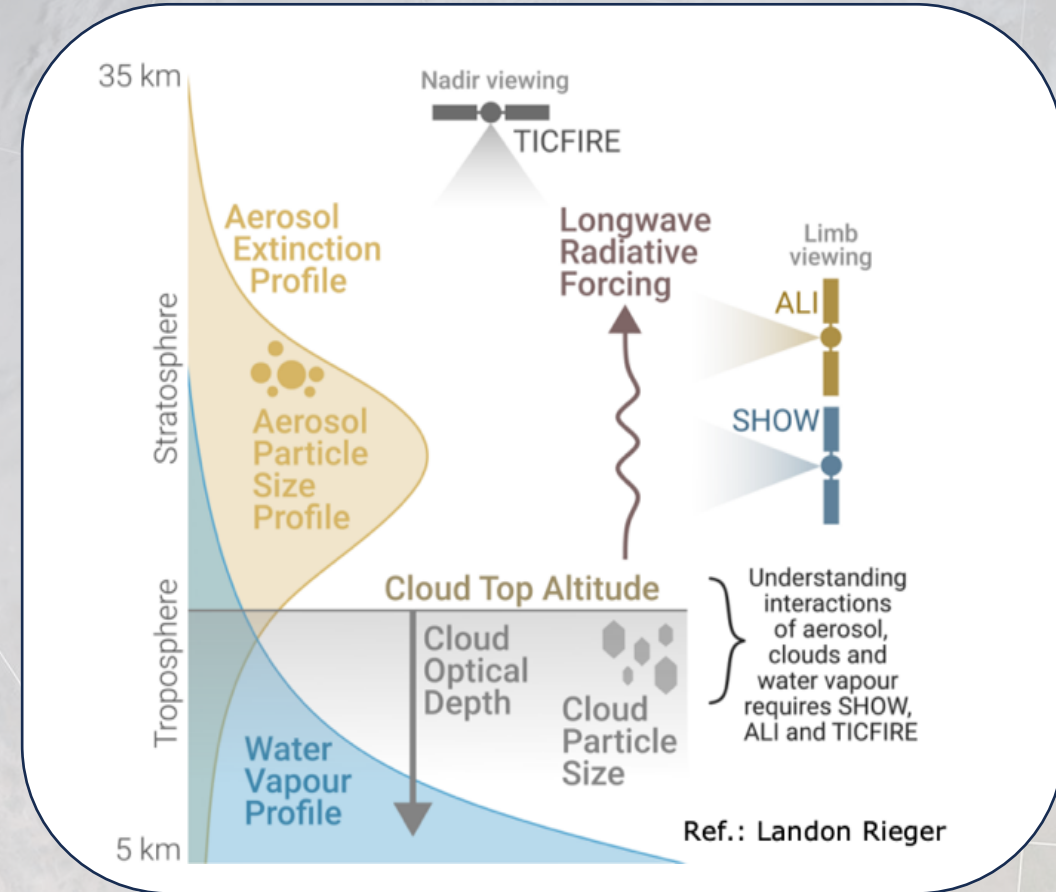 35 km
Nadir viewing
TICFIRE
Aerosol
Extinction
Profile
Longwave
Radiative
Forcing
Limb
viewing
ALI
SHOW
Stratosphere
Aerosol
Particle
Size
Profile
Cloud Top Altitude
Troposphere
Cloud
Optical
Depth
Cloud
Particle
Size
Understanding
interactions
of aerosol,
clouds and
water vapour
requires SHOW,
ALI and TICFIRE
Water
Vapour
Profile
5 km
Ref.: Landon Rieger